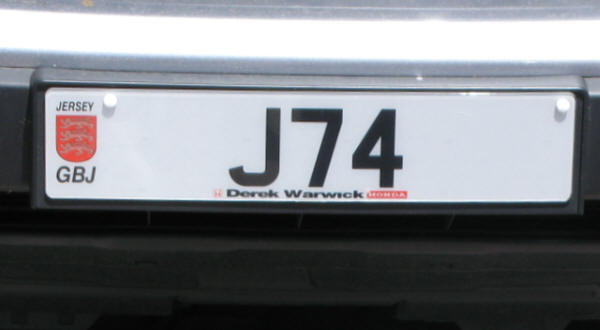 JERSEY
GBJ
J74
Derek Warwick HONDA